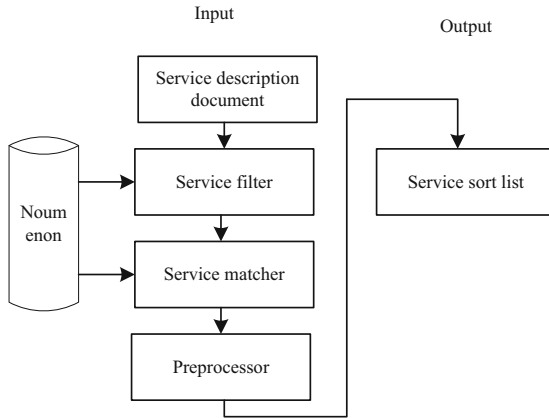 Input
Output
Service description
document
Service filter
Service sort list
Noum
enon
Service matcher
Preprocessor